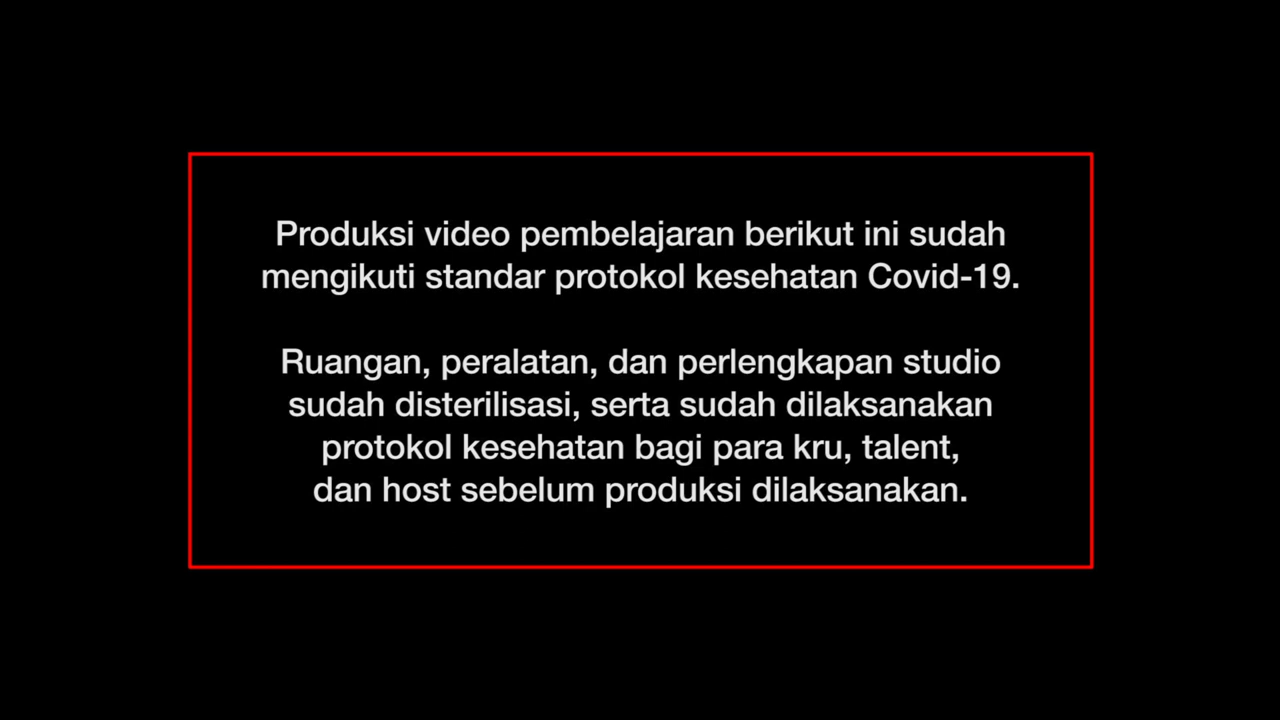 Produksi video pembelajaran berikut ini sudah
mengikuti standar protokol kesehatan Covid-19.
Ruangan, peralatan, dan perlengkapan studio
sudah disterilisasi, serta sudah dilaksanakan
protokol kesehatan bagi para kru, talent,
dan host sebelum produksi dilaksanakan.